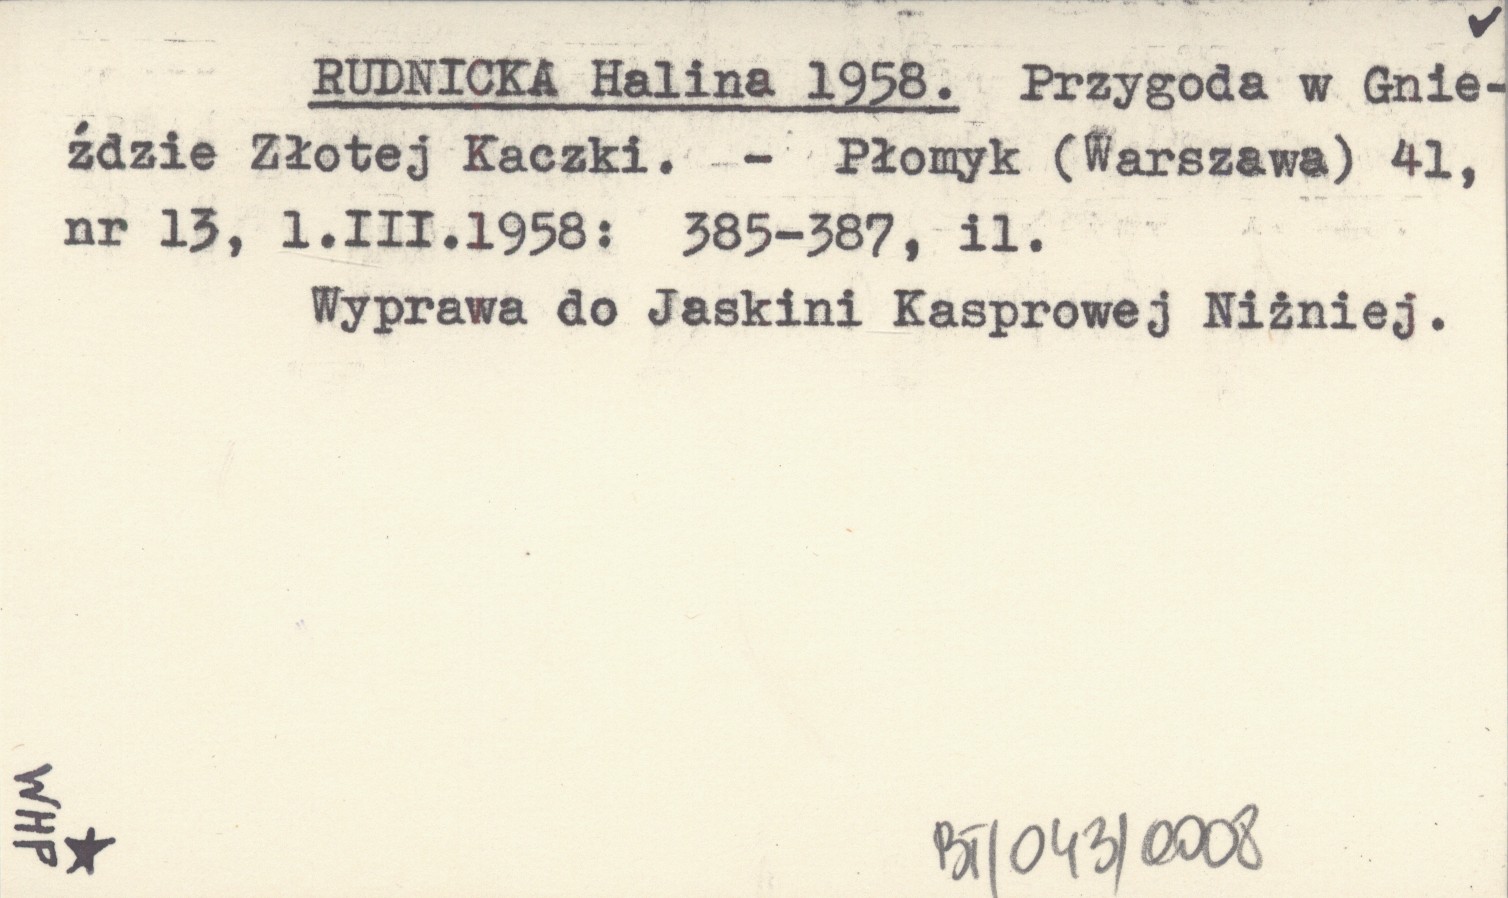 ✓
RUDNICKA Halina 1958. Przygoda w Gnie-
ździe Złotej Kaczki. - Płomyk (Warszawa) 41,
nr 13, 1.III.1958: 385-387, il.
Wyprawa do Jaskini Kasprowej Niżniej.
WHP ★
BT/043/0008